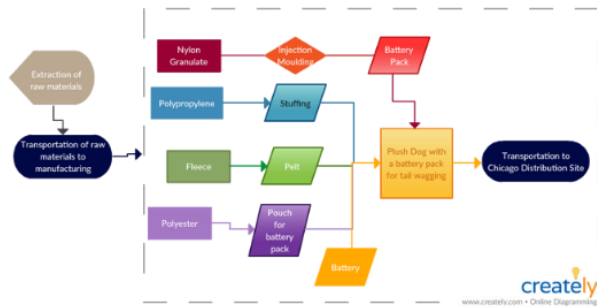 Nylon
Granulate
Injection
Moulding
Battery
Pack
Extraction of
raw materials
Polypropylene
Stuffing
Transportation of raw
materials to
manufacturing
Fleece
Pelt
Plush Dog with
a battery pack
for tail wagging
Transportation to
Chicago Distribution Site
Polyester
Pouch
for
battery
pack
Battery
creately
www.creately.com • Online Diagramming